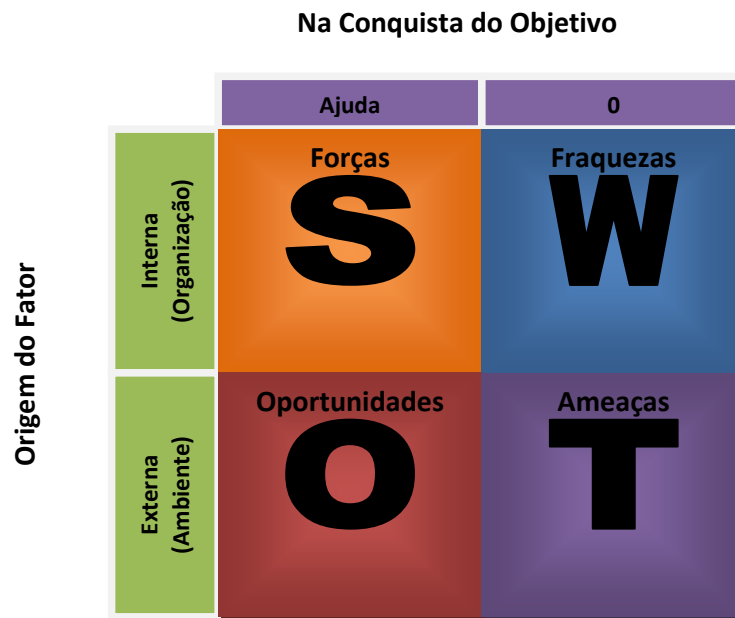 Na Conquista do Objetivo
Ajuda
0
Origem do Fator
Interna
(Organização)
Forças
S
Fraquezas
W
Externa
(Ambiente)
Oportunidades
O
Ameaças
T